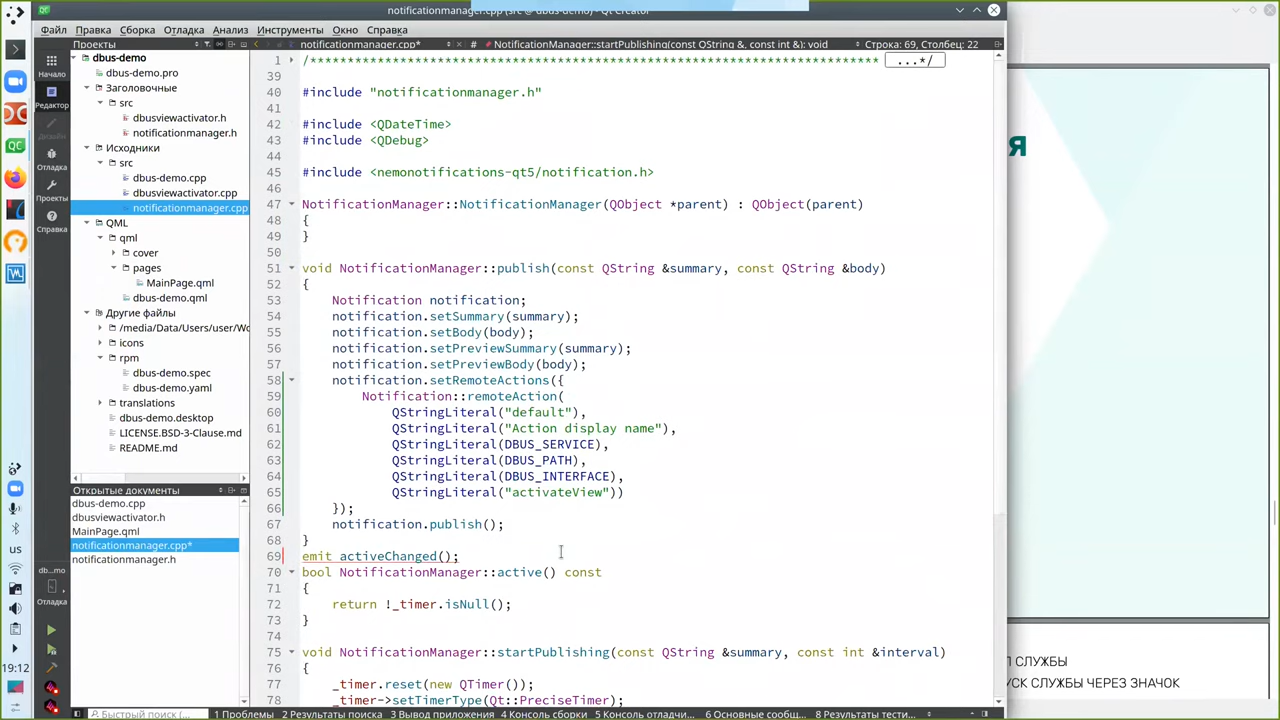 notificationmanager.cpp (src @ dbus-demo) - Qt Creator
Файл Правка Сборка Отладка Анализ Инструменты Окно Справка
Проекты
notificationmanager.cpp*
# NotificationManager::startPublishing(const QString &, const int &): void
Строка: 69, Столбец: 22
Начало
Редактор
Дизайн
Отладка
Проекты
Справка
dbus-demo
dbus-demo.pro
Заголовочные
src
dbusviewactivator.h
notificationmanager.h
Исходники
src
dbus-demo.cpp
dbusviewactivator.cpp
notificationmanager.cpp
QML
qml
cover
pages
MainPage.qml
dbus-demo.qml
Другие файлы
/media/Data/Users/user/Wo
icons
rpm
dbus-demo.spec
dbus-demo.yaml
translations
dbus-demo.desktop
LICENSE.BSD-3-Clause.md
README.md
Открытые документы
dbus-demo.cpp
dbusviewactivator.h
MainPage.qml
notificationmanager.cpp*
notificationmanager.h
us
19:12
db...mo
Отладка
1 /****************************************************************************** ...*/
39
40 #include "notificationmanager.h"
41
42 #include <QDateTime>
43 #include <QDebug>
44
45 #include <nemonotifications-qt5/notification.h>
46
47 NotificationManager::NotificationManager(QObject *parent) : QObject(parent)
48 {
49 }
50
51 void NotificationManager::publish(const QString &summary, const QString &body)
52 {
53 Notification notification;
54 notification.setSummary(summary);
55 notification.setBody(body);
56 notification.setPreviewSummary(summary);
57 notification.setPreviewBody(body);
58 notification.setRemoteActions({
59 Notification::remoteAction(
60 QStringLiteral("default"),
61 QStringLiteral("Action display name"),
62 QStringLiteral(DBUS_SERVICE),
63 QStringLiteral(DBUS_PATH),
64 QStringLiteral(DBUS_INTERFACE),
65 QStringLiteral("activateView"))
66 });
67 notification.publish();
68 }
69 emit activeChanged();
70 bool NotificationManager::active() const
71 {
72 return !_timer.isNull();
73 }
74
75 void NotificationManager::startPublishing(const QString &summary, const int &interval)
76 {
77 _timer.reset(new QTimer());
78 _timer->setTimerType(Qt::PreciseTimer);
Быстрый поиск (...
1 Проблемы 2 Результаты поиска 3 Вывод приложения 4 Консоль сборки 5 Консоль отладчи... 6 Основные сообщ... 8 Результаты тести...
Я
Л СЛУЖБЫ
УСК СЛУЖБЫ ЧЕРЕЗ ЗНАЧОК